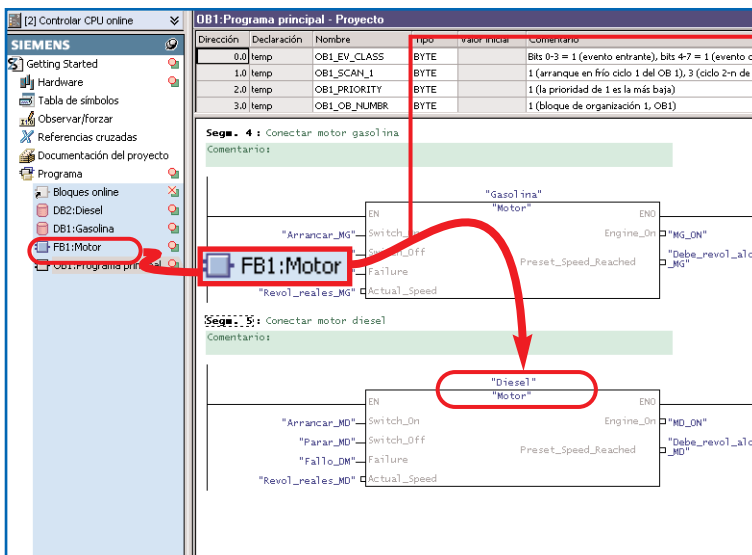 [2] Controlar CPU online
SIEMENS
Getting Started
Hardware
Tabla de símbolos
Observar/forzar
Referencias cruzadas
Documentación del proyecto
Programa
Bloques online
DB2:Diesel
DB1:Gasolina
FB1:Motor
OB1:Programa principal
OB1:Programa principal - Proyecto
Dirección Declaración Nombre Tipo Valor inicial Comentario
0.0 temp OB1_EV_CLASS BYTE Bits 0-3 = 1 (evento entrante), bits 4-7 = 1 (evento
1.0 temp OB1_SCAN_1 BYTE 1 (arranque en frío ciclo 1 del OB 1), 3 (ciclo 2-n de
2.0 temp OB1_PRIORITY BYTE 1 (la prioridad de 1 es la más baja)
3.0 temp OB1_OB_NUMBR BYTE 1 (bloque de organización 1, OB1)
Segm. 4 : Conectar motor gasolina
Comentario:
"Gasolina"
"Motor"
EN ENO
"Arrancar_MG" Switch_On Engine_On "MG_ON"
Switch_Off Preset_Speed_Reached "Debe_revol_alc
_MG"
Failure
"Revol_reales_MG" Actual_Speed
FB1:Motor
Segm. 5 : Conectar motor diesel
Comentario:
"Diesel"
"Motor"
EN ENO
"Arrancar_MD" Switch_On Engine_On "MD_ON"
"Parar_MD" Switch_Off Preset_Speed_Reached "Debe_revol_alc
_MD"
"Fallo_DM" Failure
"Revol_reales_MD" Actual_Speed